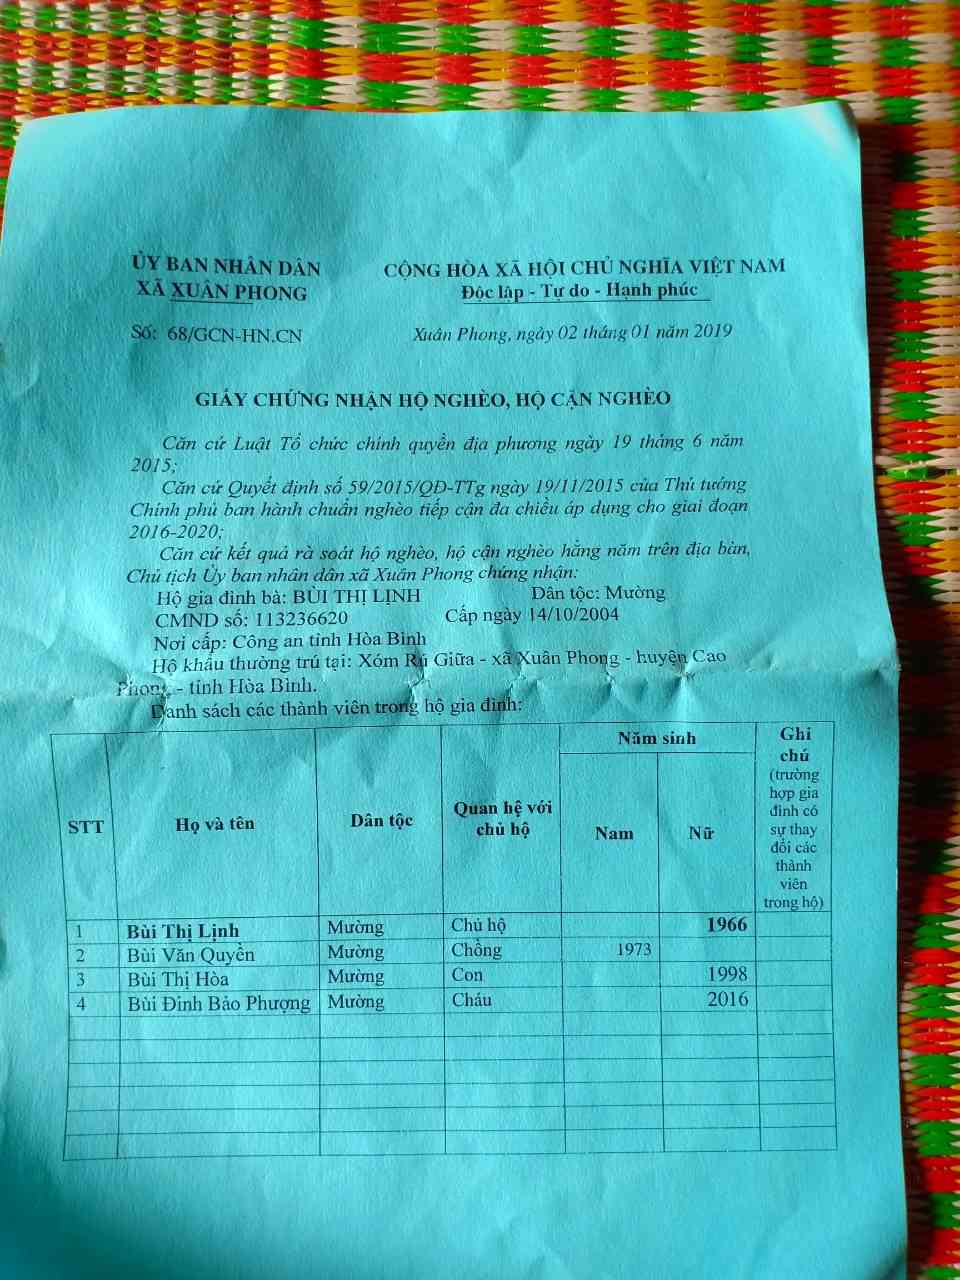 ỦY BAN NHÂN DÂN
XÃ XUÂN PHONG
CỘNG HÒA XÃ HỘI CHỦ NGHĨA VIỆT NAM
Độc lập - Tự do - Hạnh phúc
Số: 68/GCN-HN.CN
Xuân Phong, ngày 02 tháng 01 năm 2019
GIẤY CHỨNG NHẬN HỘ NGHÈO, HỘ CẬN NGHÈO
Căn cứ Luật Tổ chức chính quyền địa phương ngày 19 tháng 6 năm
2015;
Căn cứ Quyết định số 59/2015/QĐ-TTg ngày 19/11/2015 của Thủ tướng
Chính phủ ban hành chuẩn nghèo tiếp cận đa chiều áp dụng cho giai đoạn
2016-2020;
Căn cứ kết quả rà soát hộ nghèo, hộ cận nghèo hằng năm trên địa bàn,
Chủ tịch Ủy ban nhân dân xã Xuân Phong chứng nhận:
Hộ gia đình bà: BÙI THỊ LỊNH Dân tộc: Mường
CMND số: 113236620 Cấp ngày 14/10/2004
Nơi cấp: Công an tỉnh Hòa Bình
Hộ khẩu thường trú tại: Xóm Rú Giữa - xã Xuân Phong - huyện Cao
Phong - tỉnh Hòa Bình.
Danh sách các thành viên trong hộ gia đình:
STT
Họ và tên
Dân tộc
Quan hệ với
chủ hộ
Năm sinh
Nam
Nữ
Ghi
chú
(trường
hợp gia
đình có
sự thay
đổi các
thành
viên
trong hộ)
1 Bùi Thị Lịnh Mường Chủ hộ 1966
2 Bùi Văn Quyền Mường Chồng 1973
3 Bùi Thị Hòa Mường Con 1998
4 Bùi Đinh Bảo Phượng Mường Cháu 2016